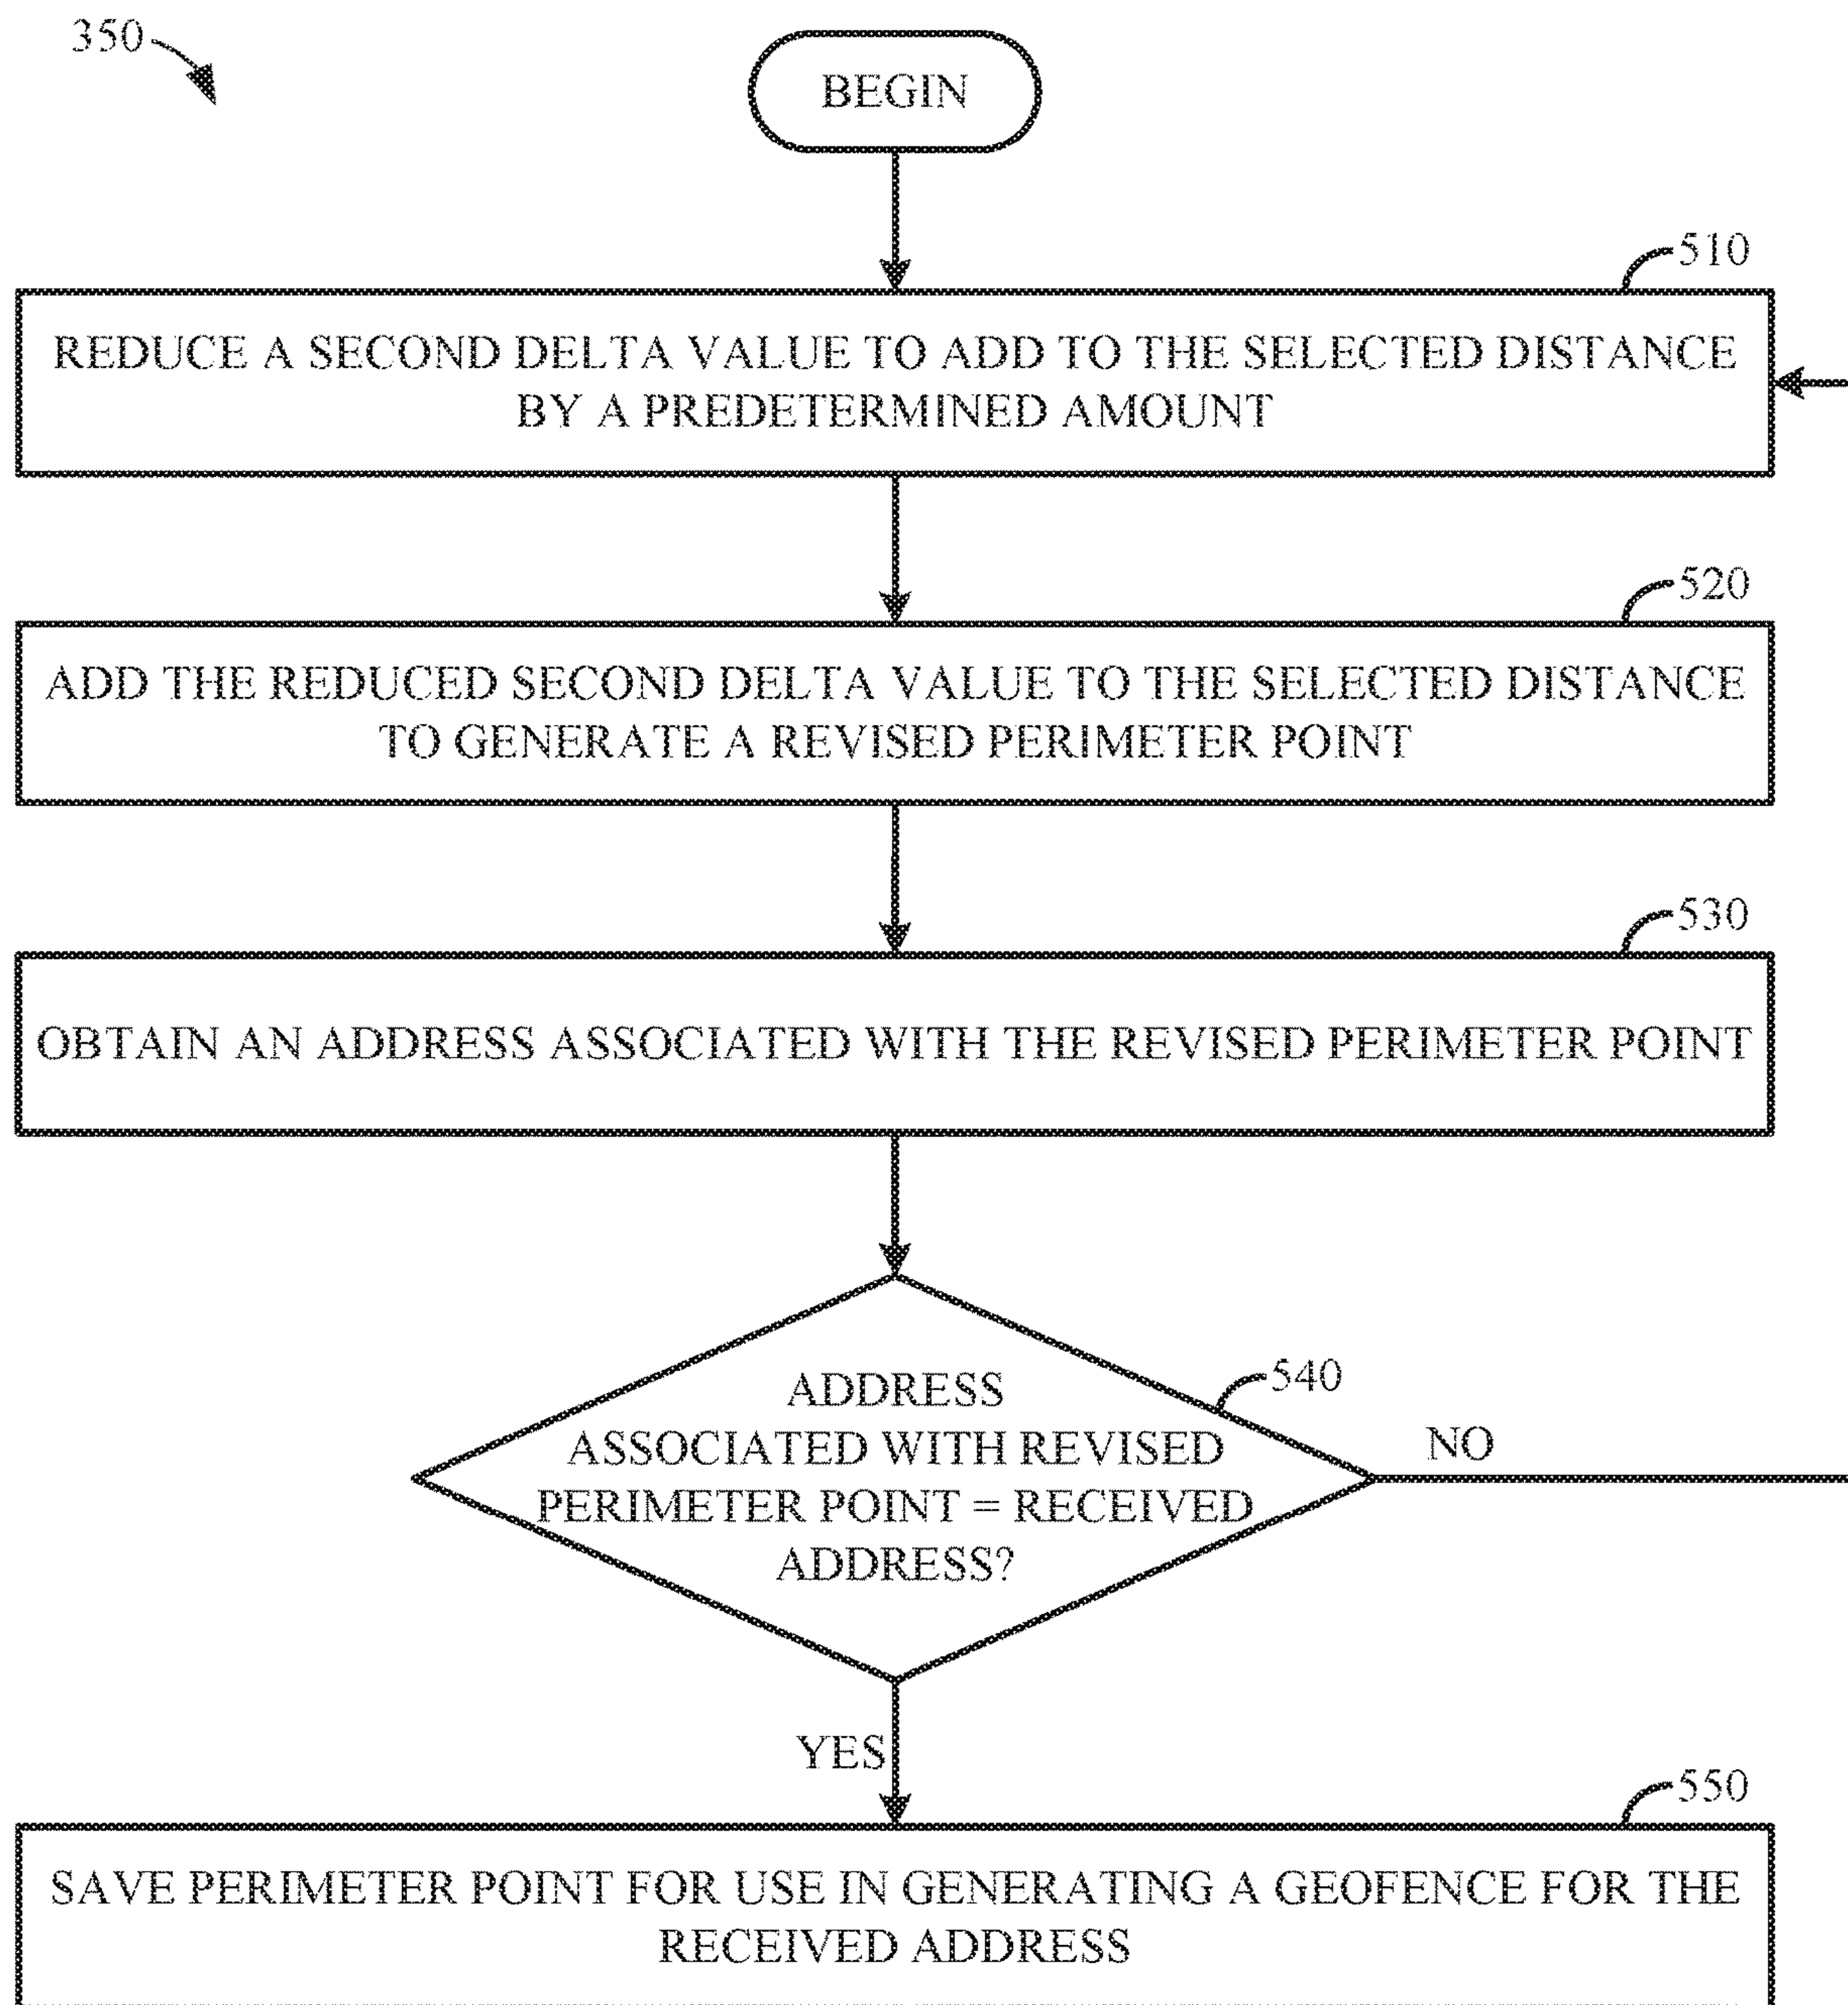 350
BEGIN
510
REDUCE A SECOND DELTA VALUE TO ADD TO THE SELECTED DISTANCE
BY A PREDETERMINED AMOUNT
520
ADD THE REDUCED SECOND DELTA VALUE TO THE SELECTED DISTANCE
TO GENERATE A REVISED PERIMETER POINT
530
OBTAIN AN ADDRESS ASSOCIATED WITH THE REVISED PERIMETER POINT
540
ADDRESS
ASSOCIATED WITH REVISED
PERIMETER POINT = RECEIVED
ADDRESS?
NO
YES
550
SAVE PERIMETER POINT FOR USE IN GENERATING A GEOFENCE FOR THE
RECEIVED ADDRESS